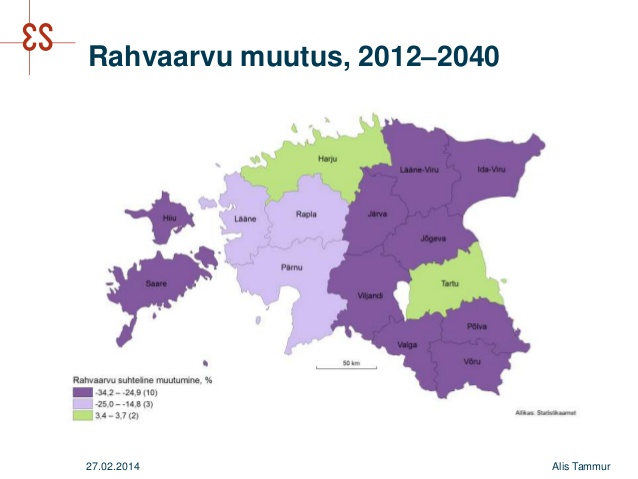 Rahvaarvu muutus, 2012–2040
Harju
Lääne-Viru
Ida-Viru
Hiiu
Lääne
Rapla
Järva
Jõgeva
Pärnu
Saare
Viljandi
Tartu
Põlva
Valga
Võru
50 km
Rahvaarvu suhteline muutumine, %
-34,2 – -24,9 (10)
-25,0 – -14,8 (3)
3,4 – 3,7 (2)
Allikas: Statistikaamet
27.02.2014
Alis Tammur